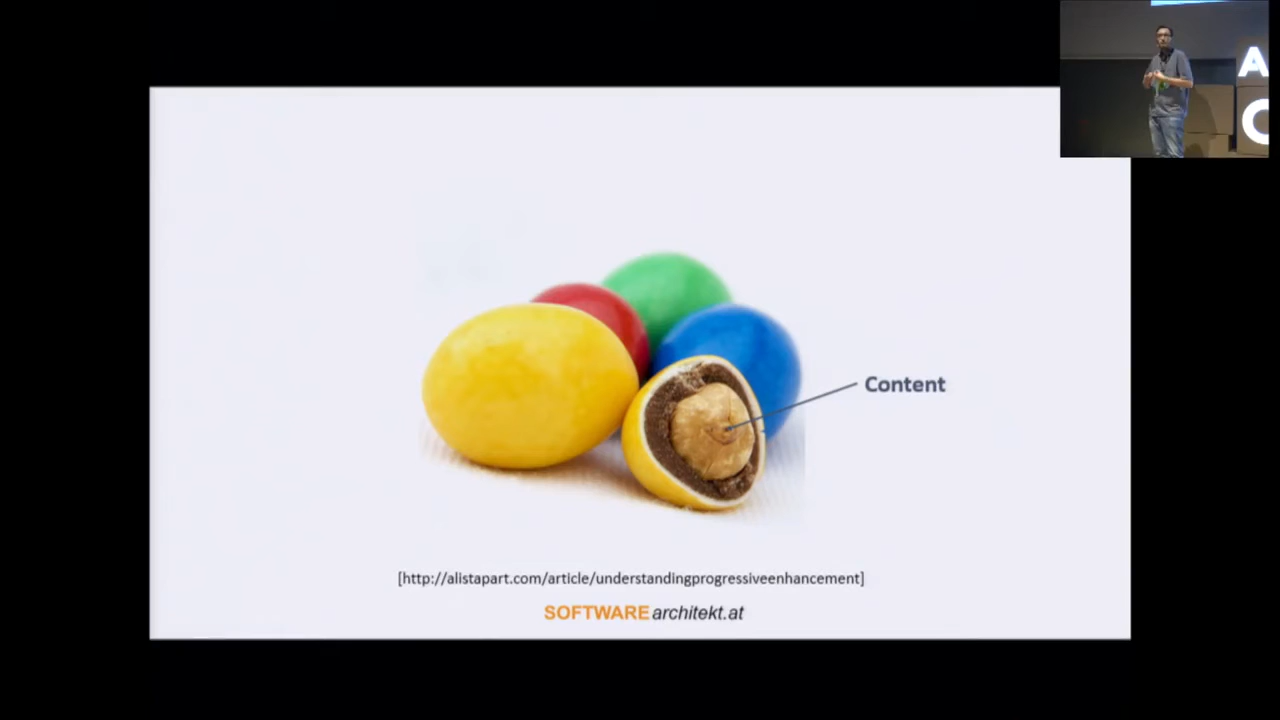 A
C
Content
[http://alistapart.com/article/understandingprogressiveenhancement]
SOFTWAREarchitekt.at